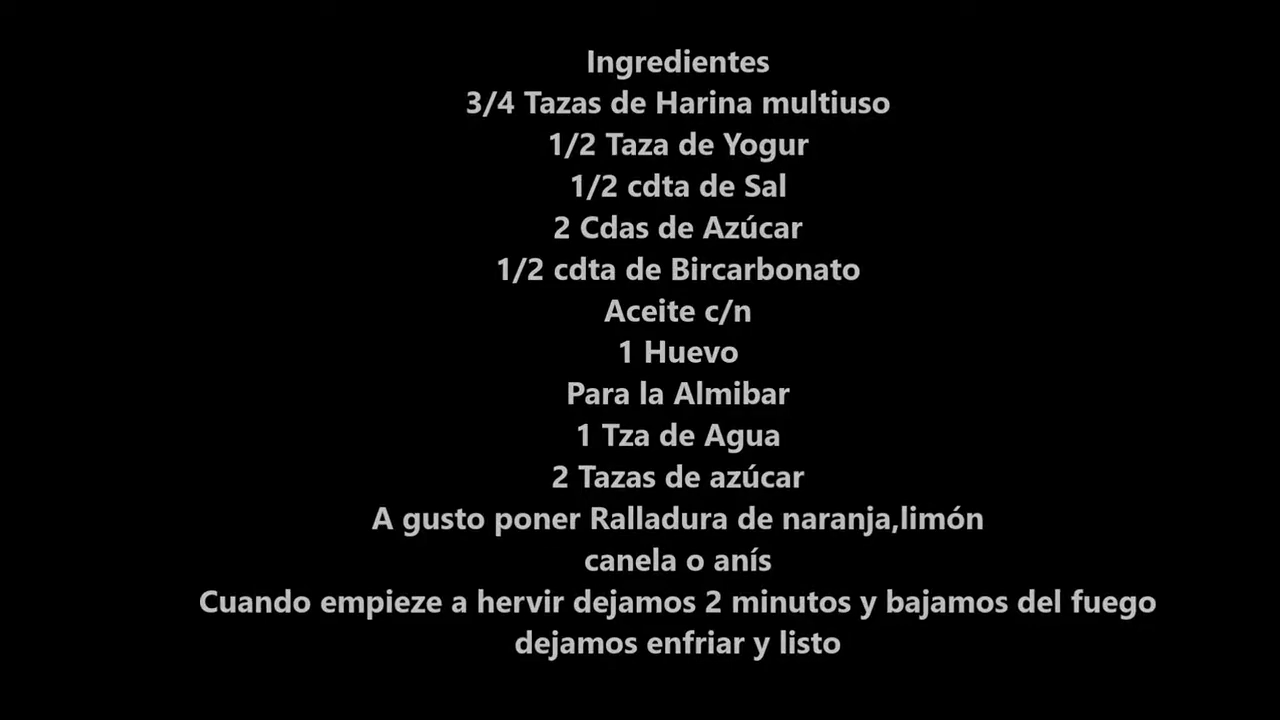 Ingredientes
3/4 Tazas de Harina multiuso
1/2 Taza de Yogur
1/2 cdta de Sal
2 Cdas de Azúcar
1/2 cdta de Bircarbonato
Aceite c/n
1 Huevo
Para la Almibar
1 Tza de Agua
2 Tazas de azúcar
A gusto poner Ralladura de naranja,limón
canela o anís
Cuando empieze a hervir dejamos 2 minutos y bajamos del fuego
dejamos enfriar y listo